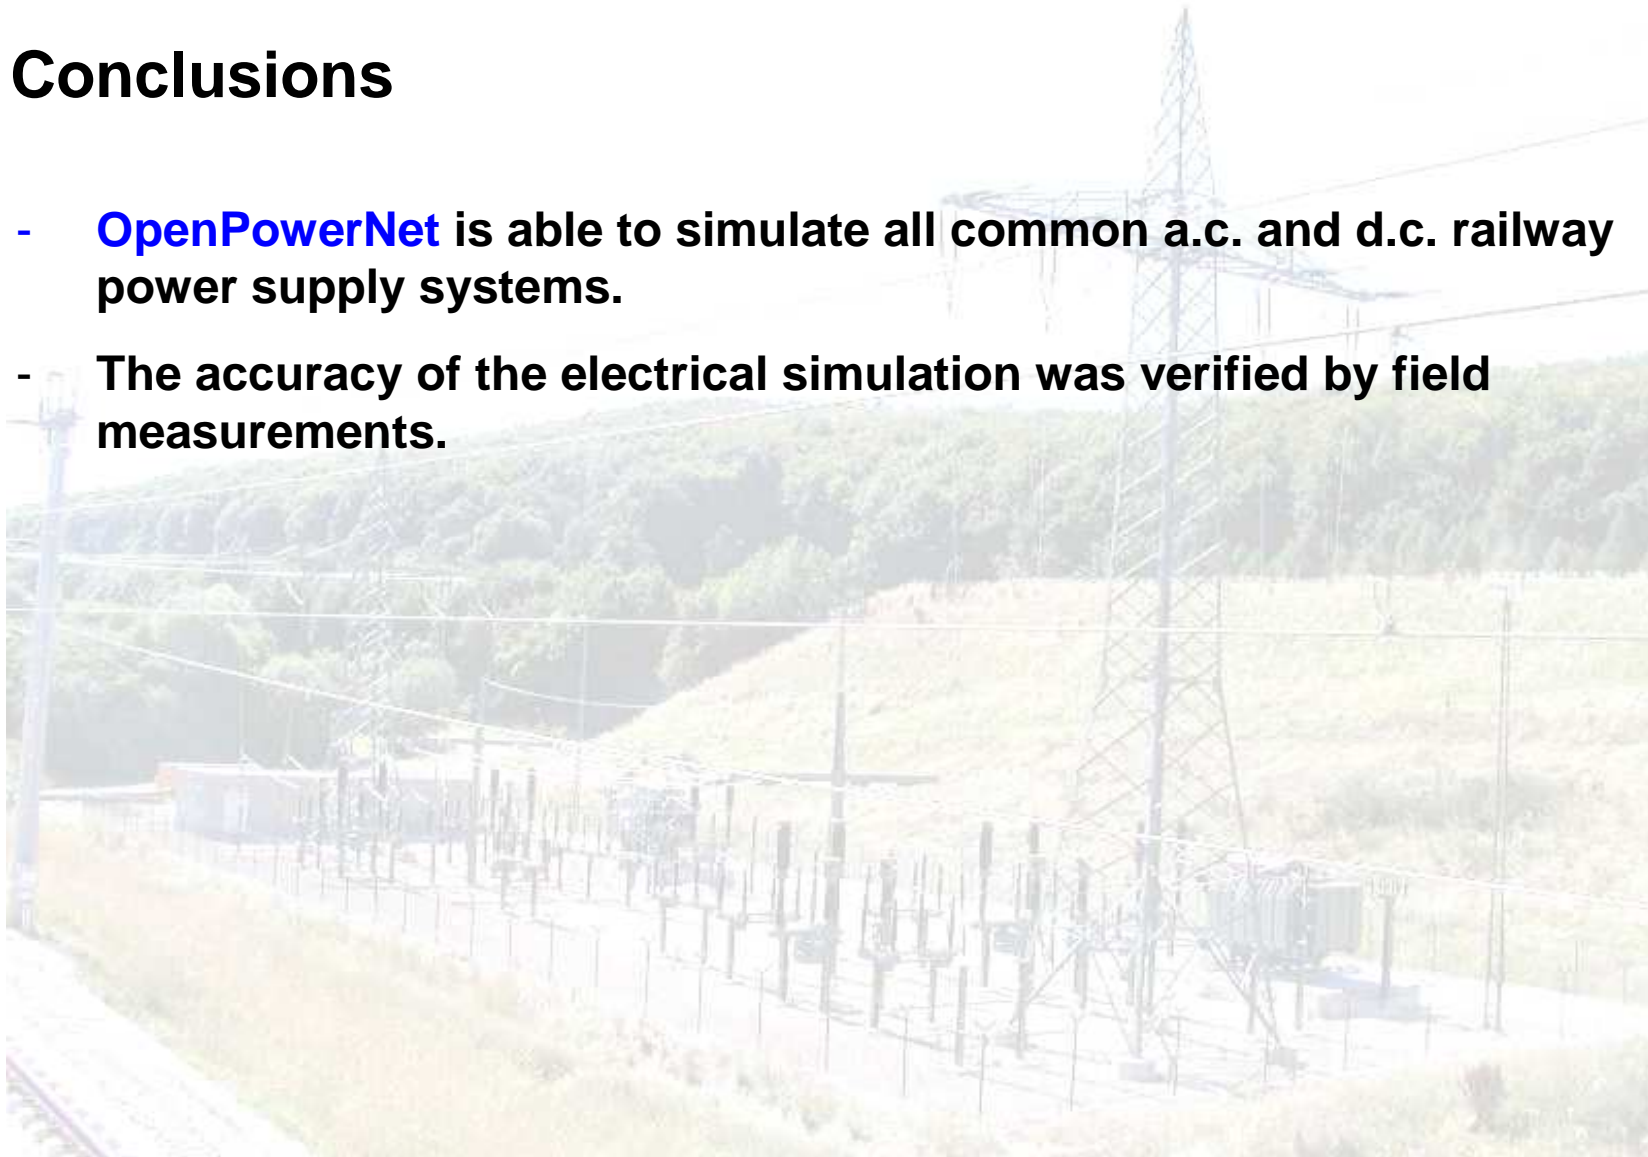 Conclusions
- OpenPowerNet is able to simulate all common a.c. and d.c. railway
power supply systems.
- The accuracy of the electrical simulation was verified by field
measurements.